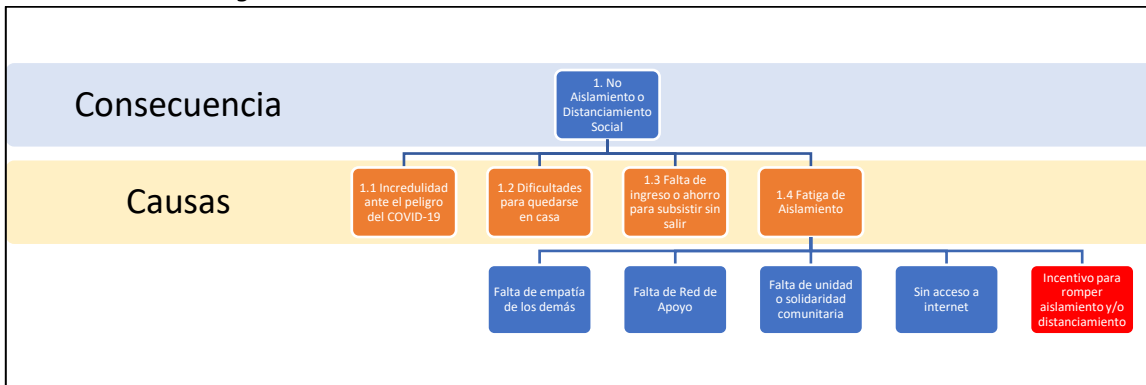 Consecuencia
1. No
Aislamiento o
Distanciamiento
Social
Causas
1.1 Incredulidad
ante el peligro
del COVID-19
1.2 Dificultades
para quedarse
en casa
1.3 Falta de
ingreso o ahorro
para subsistir sin
salir
1.4 Fatiga de
Aislamiento
Falta de empatía
de los demás
Falta de Red de
Apoyo
Falta de unidad
o solidaridad
comunitaria
Sin acceso a
internet
Incentivo para
romper
aislamiento y/o
distanciamiento